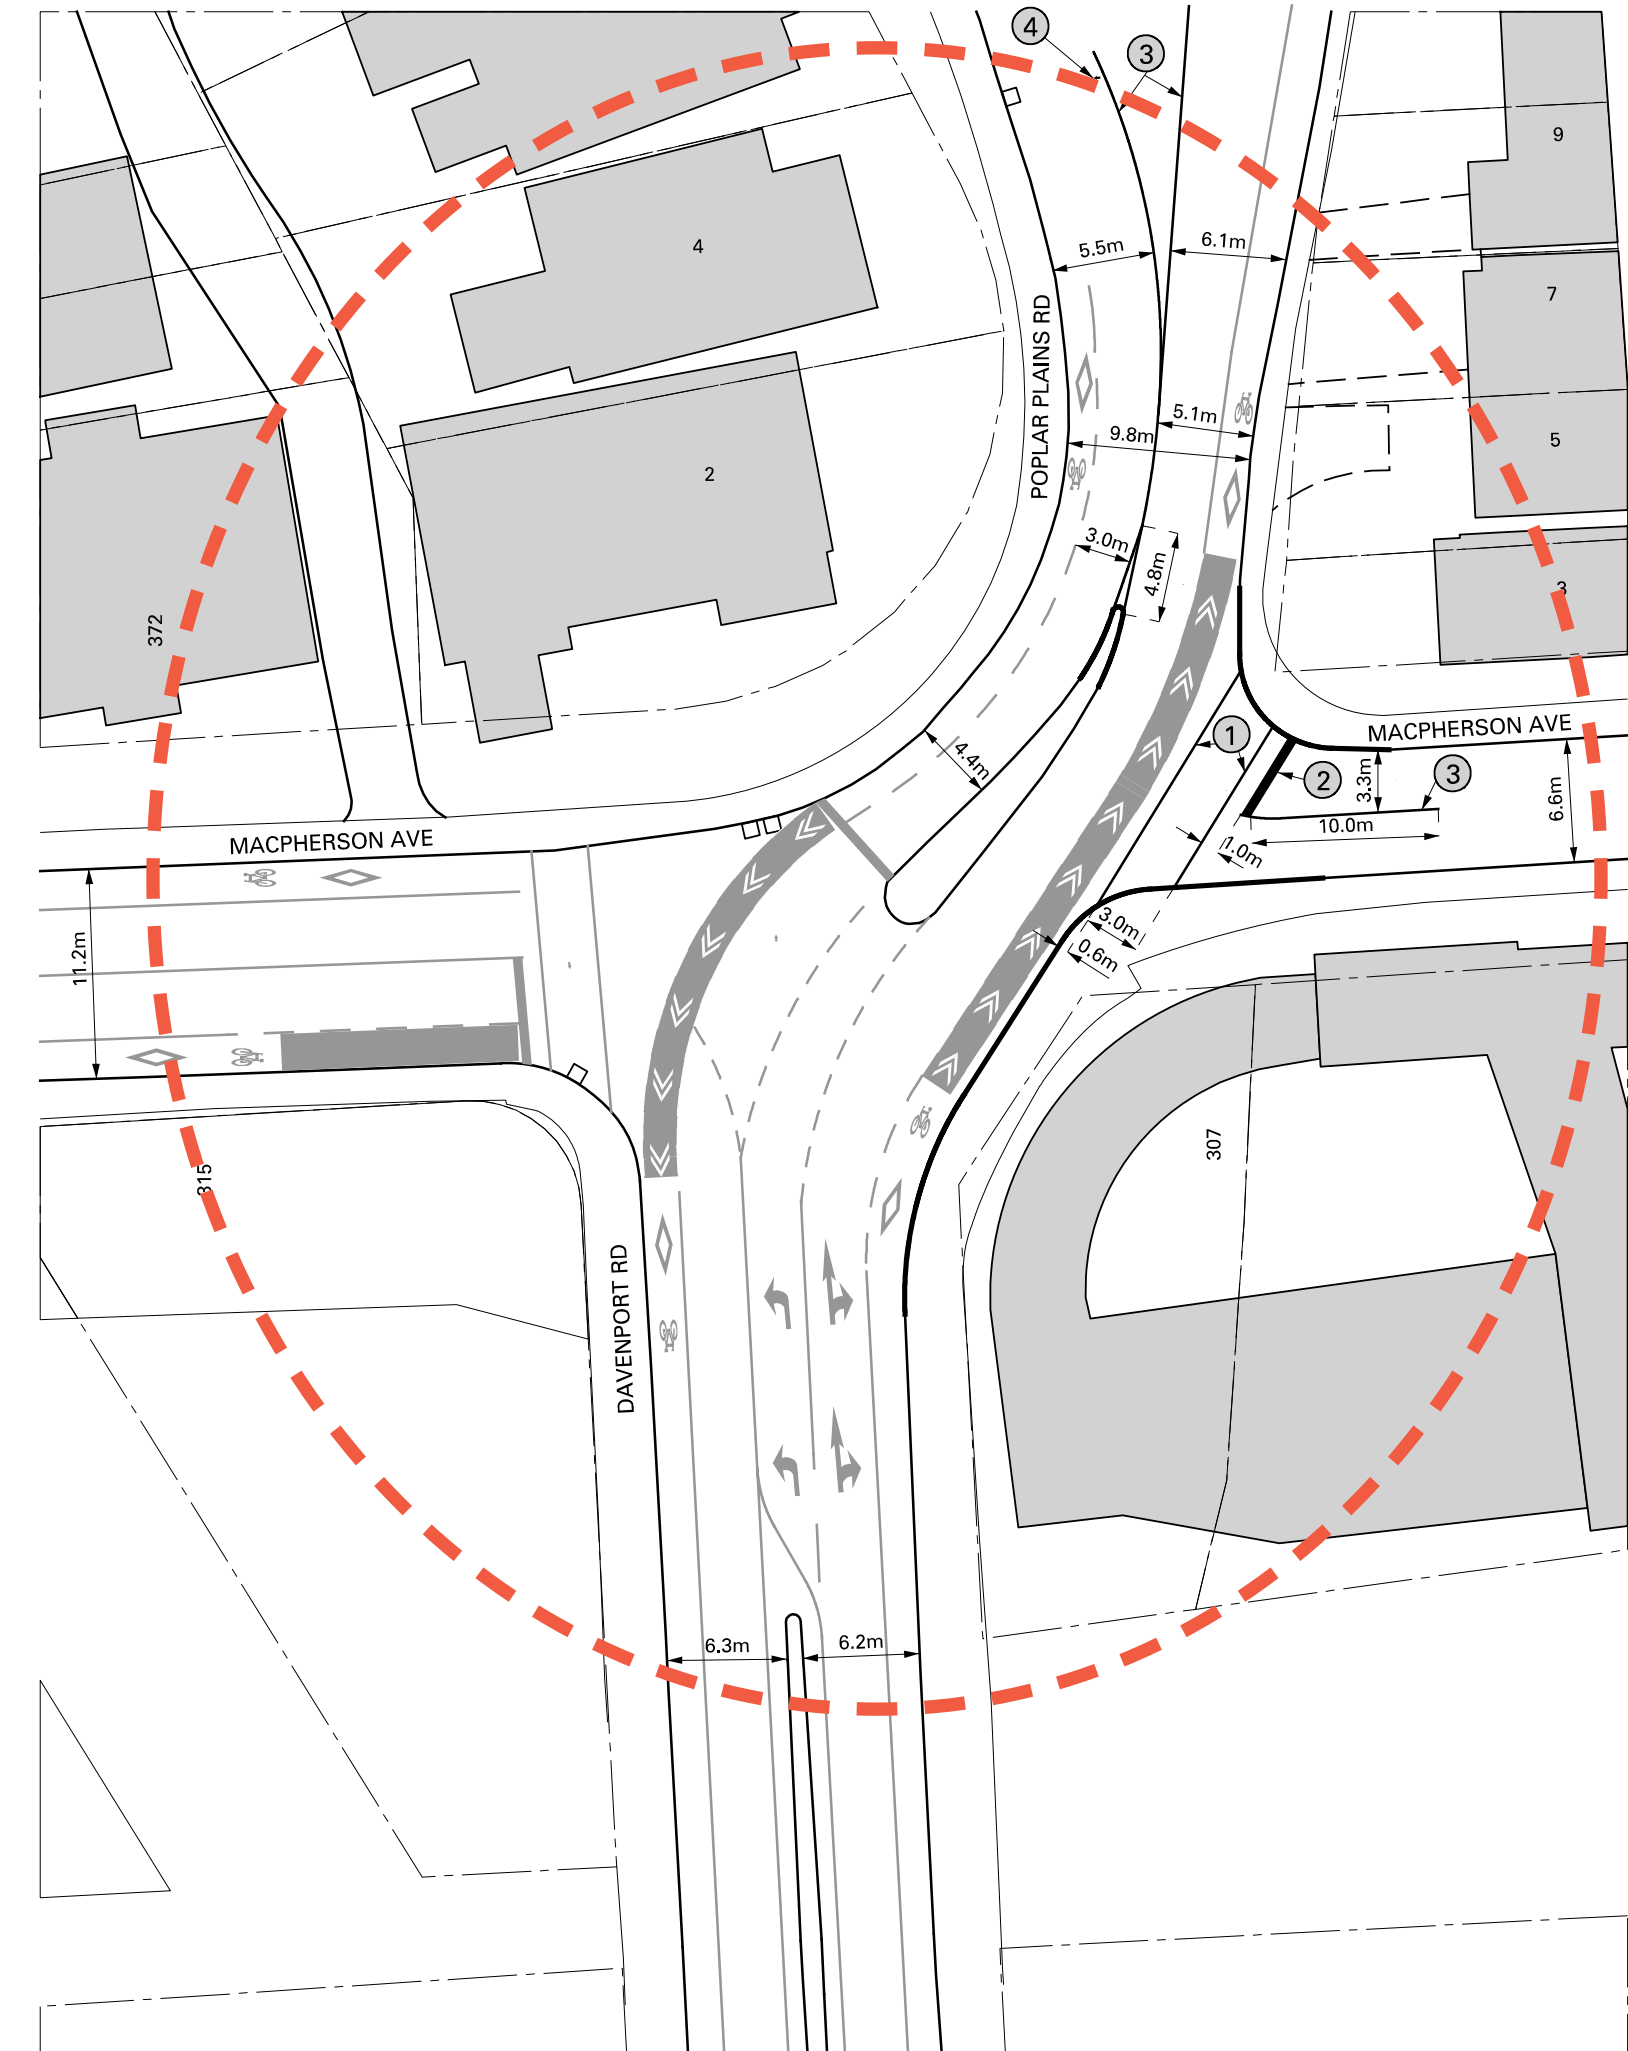 4
3
9
4
5.5m
6.1m
7
POPLAR PLAINS RD
5.1m
9.8m
5
2
3.0m
4.8m
3
372
MACPHERSON AVE
1
4.4m
2
3.3m
3
6.6m
10.0m
MACPHERSON AVE
1.0m
3.0m
0.6m
11.2m
307
315
DAVENPORT RD
6.3m
6.2m